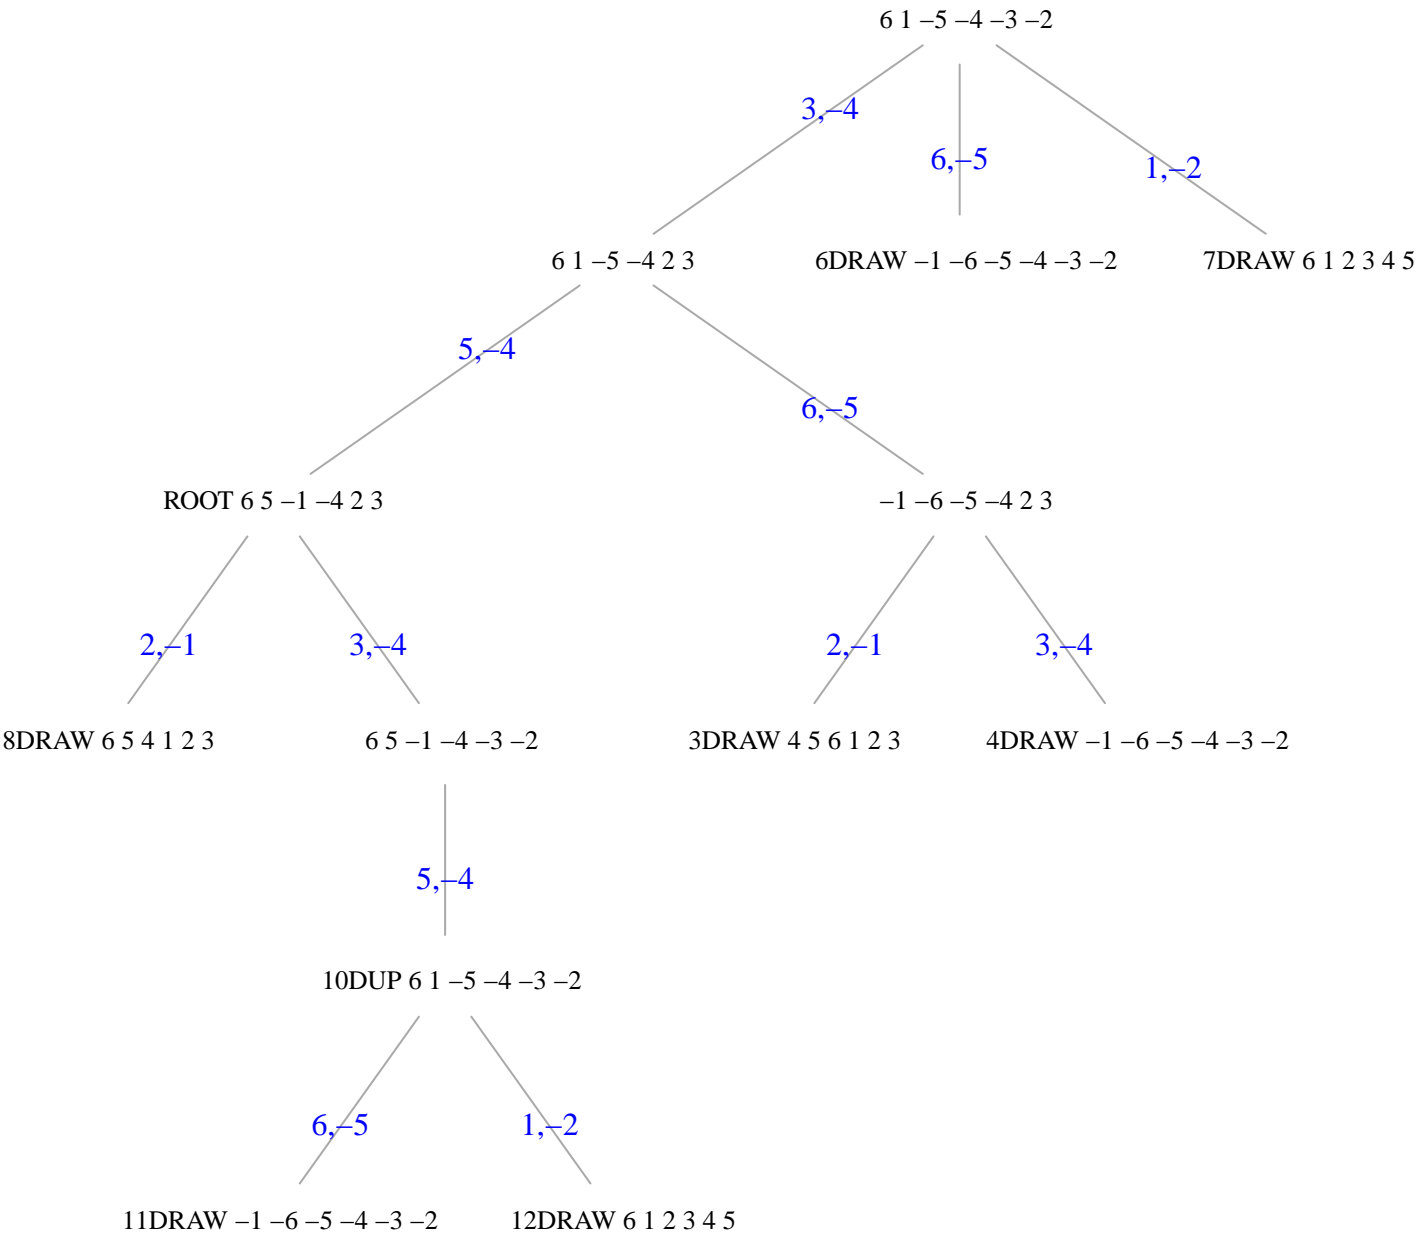 6 1 –5 –4 –3 –2
3,–4
6,–5
1,–2
6 1 –5 –4 2 3
6DRAW –1 –6 –5 –4 –3 –2
7DRAW 6 1 2 3 4 5
5,–4
6,–5
ROOT 6 5 –1 –4 2 3
–1 –6 –5 –4 2 3
2,–1
3,–4
2,–1
3,–4
8DRAW 6 5 4 1 2 3
6 5 –1 –4 –3 –2
3DRAW 4 5 6 1 2 3
4DRAW –1 –6 –5 –4 –3 –2
5,–4
10DUP 6 1 –5 –4 –3 –2
6,–5
1,–2
11DRAW –1 –6 –5 –4 –3 –2
12DRAW 6 1 2 3 4 5